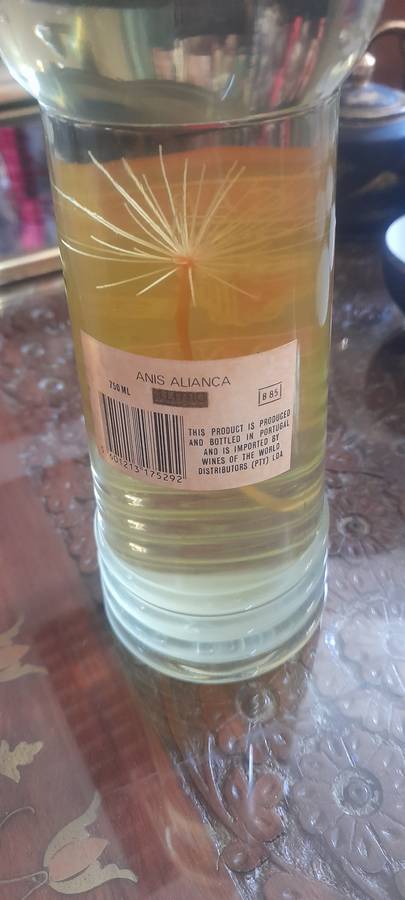 ANIS ALIANCA
750 ML
B 85
THIS PRODUCT IS PRODUCED
AND BOTTLED IN PORTUGAL
AND IS IMPORTED BY
WINES OF THE WORLD
DISTRIBUTORS (PTY) LDA
5 601213 175292